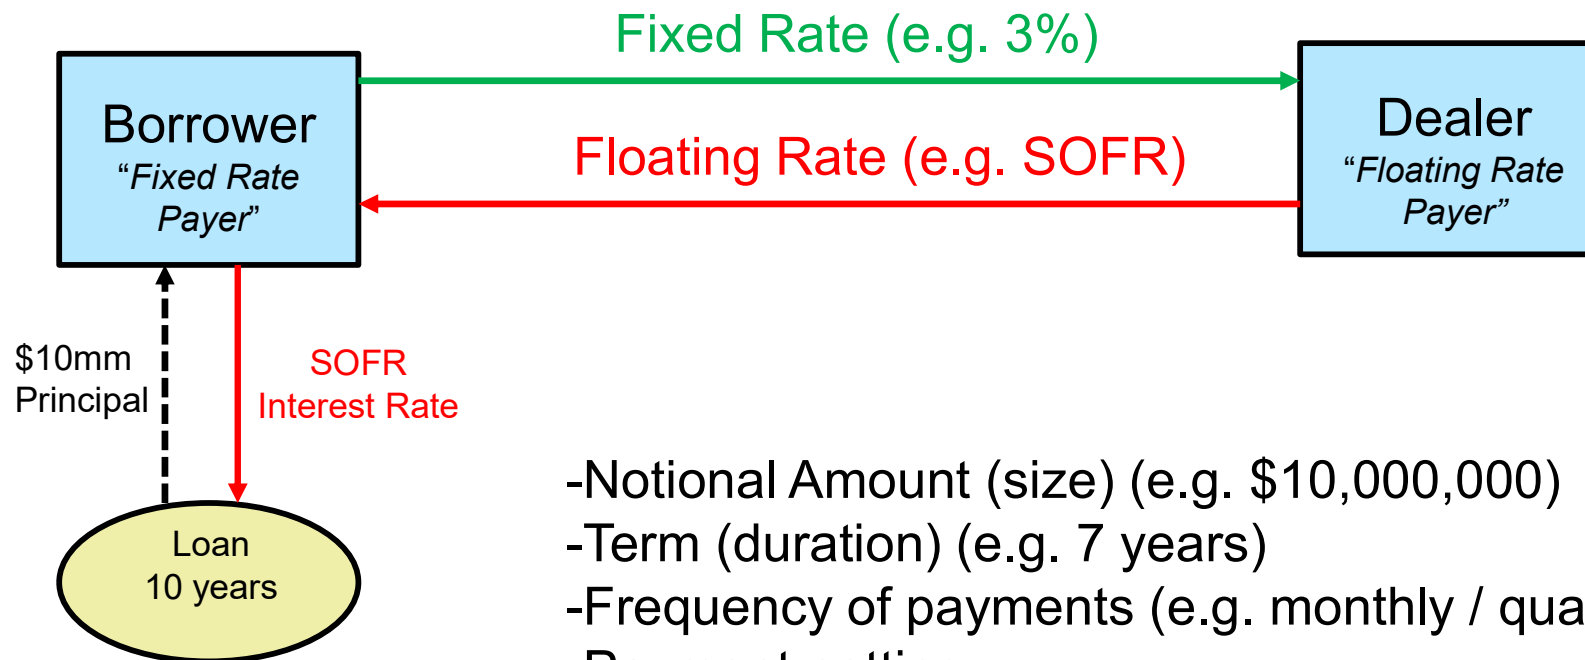 Fixed Rate (e.g. 3%)
Borrower
“Fixed Rate
Payer”
Floating Rate (e.g. SOFR)
Dealer
“Floating Rate
Payer”
$10mm
Principal
SOFR
Interest Rate
Loan
10 years
-Notional Amount (size) (e.g. $10,000,000)
-Term (duration) (e.g. 7 years)
-Frequency of payments (e.g. monthly / qua